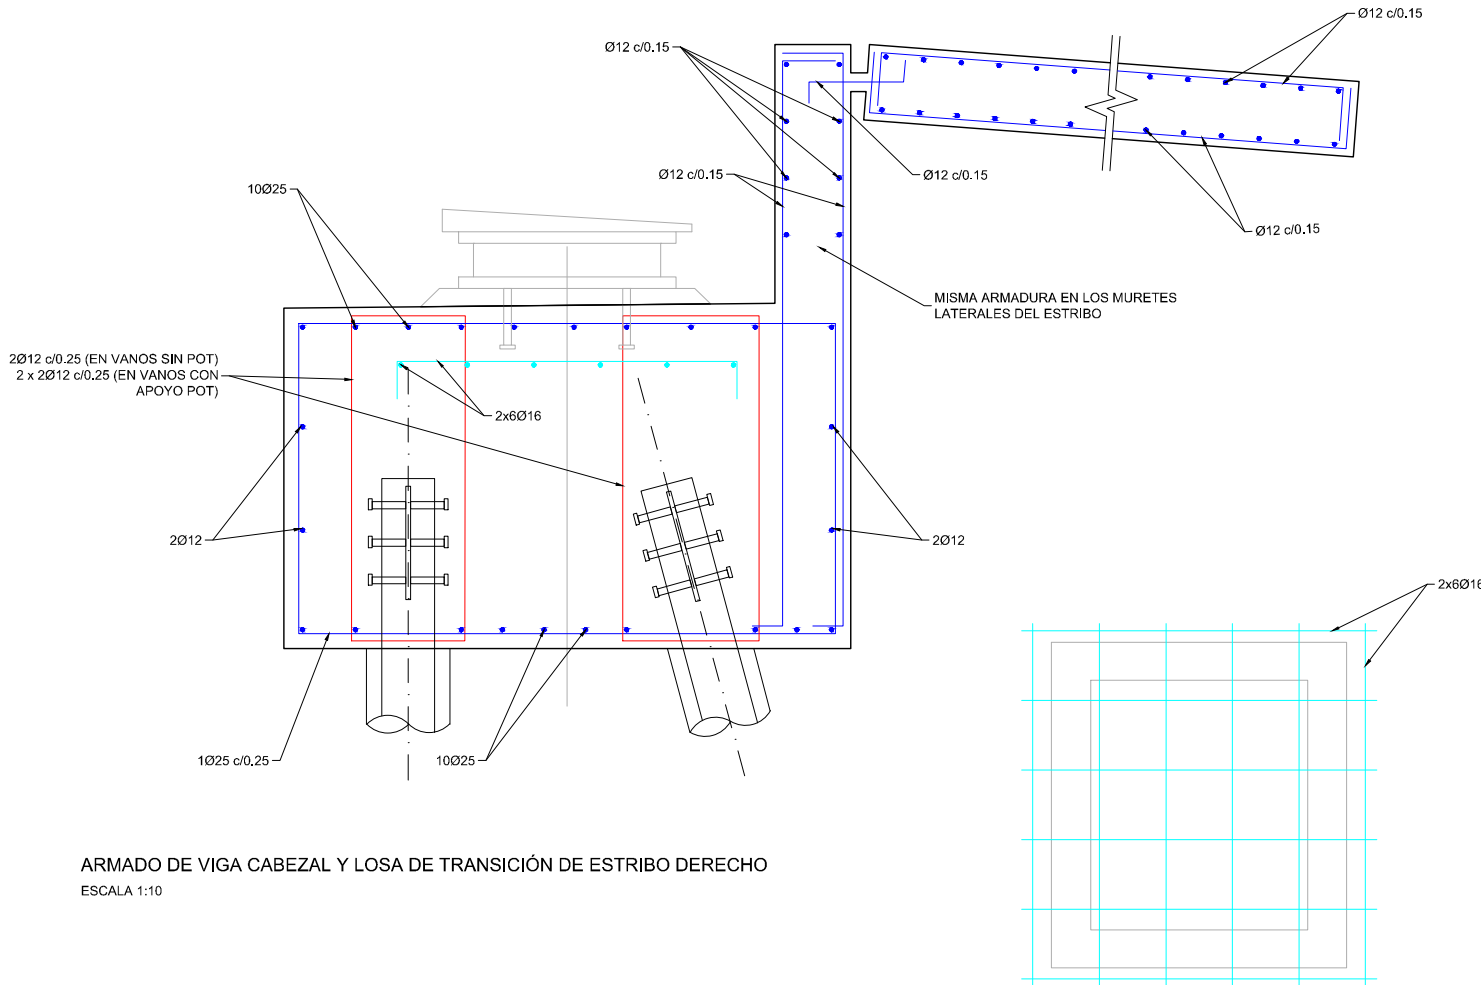 Ø12 c/0.15
Ø12 c/0.15
Ø12 c/0.15
Ø12 c/0.15
10Ø25
Ø12 c/0.15
MISMA ARMADURA EN LOS MURETES
LATERALES DEL ESTRIBO
2Ø12 c/0.25 (EN VANOS SIN POT)
2 x 2Ø12 c/0.25 (EN VANOS CON
APOYO POT)
2x6Ø16
2Ø12
2Ø12
2x6Ø16
1Ø25 c/0.25
10Ø25
ARMADO DE VIGA CABEZAL Y LOSA DE TRANSICIÓN DE ESTRIBO DERECHO
ESCALA 1:10